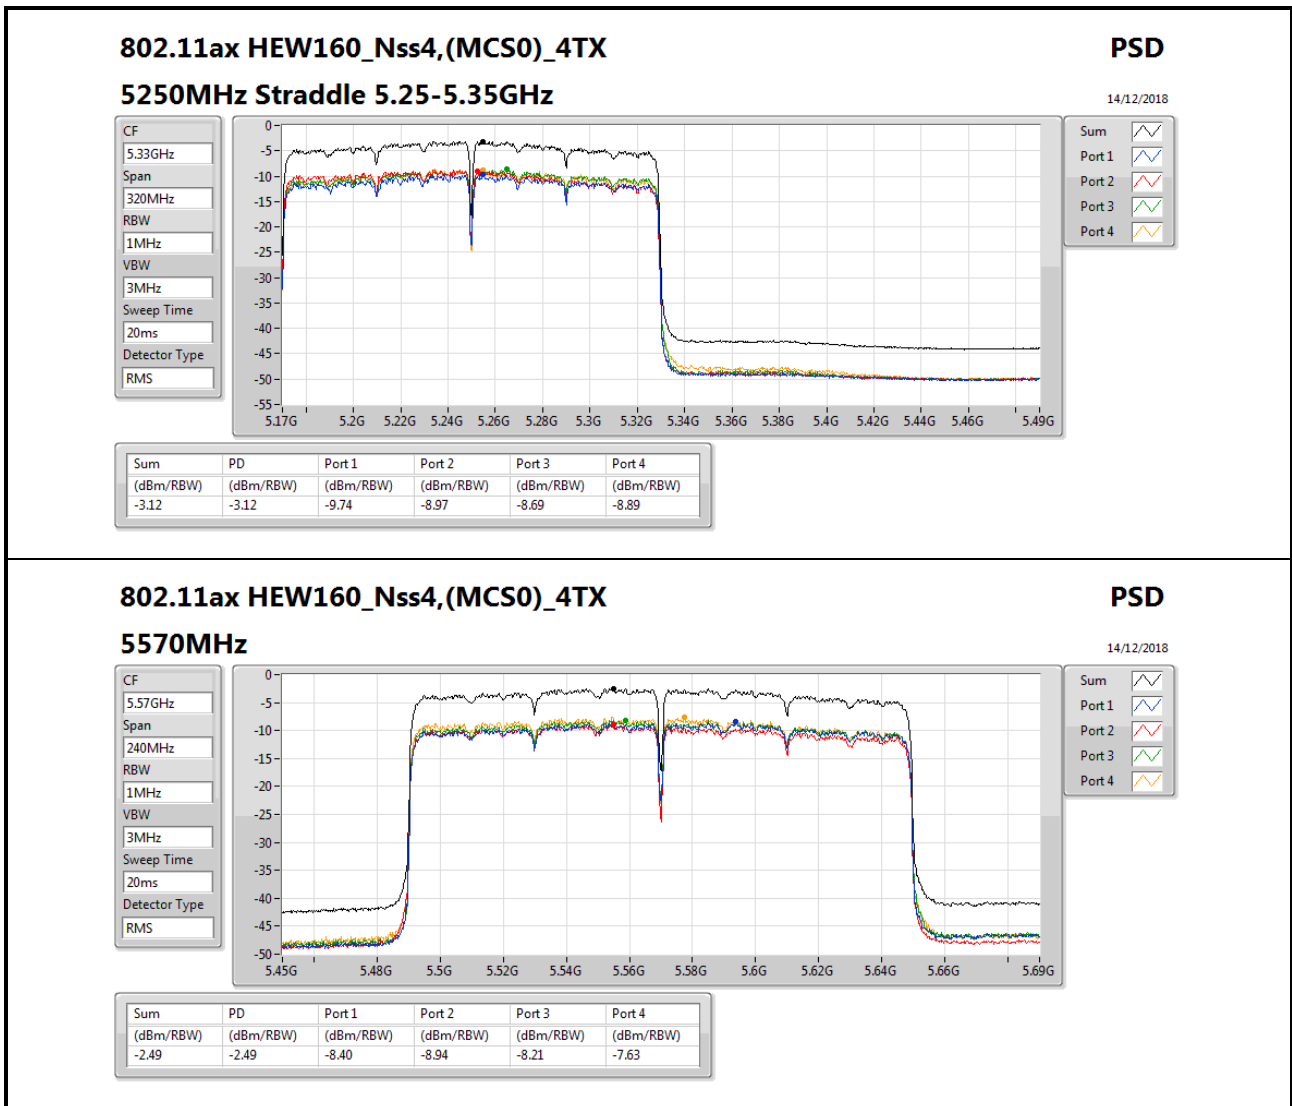 802.11ax HEW160_Nss4,(MCS0)_4TX PSD
5250MHz Straddle 5.25-5.35GHz 14/12/2018
CF
5.33GHz
Span
320MHz
RBW
1MHz
VBW
3MHz
Sweep Time
20ms
Detector Type
RMS
0
-5
-10
-15
-20
-25
-30
-35
-40
-45
-50
-55
5.17G 5.2G 5.22G 5.24G 5.26G 5.28G 5.3G 5.32G 5.34G 5.36G 5.38G 5.4G 5.42G 5.44G 5.46G 5.49G
Sum
Port 1
Port 2
Port 3
Port 4
Sum PD Port 1 Port 2 Port 3 Port 4
(dBm/RBW) (dBm/RBW) (dBm/RBW) (dBm/RBW) (dBm/RBW) (dBm/RBW)
-3.12 -3.12 -9.74 -8.97 -8.69 -8.89
802.11ax HEW160_Nss4,(MCS0)_4TX PSD
5570MHz 14/12/2018
CF
5.57GHz
Span
240MHz
RBW
1MHz
VBW
3MHz
Sweep Time
20ms
Detector Type
RMS
0
-5
-10
-15
-20
-25
-30
-35
-40
-45
-50
5.45G 5.48G 5.5G 5.52G 5.54G 5.56G 5.58G 5.6G 5.62G 5.64G 5.66G 5.69G
Sum
Port 1
Port 2
Port 3
Port 4
Sum PD Port 1 Port 2 Port 3 Port 4
(dBm/RBW) (dBm/RBW) (dBm/RBW) (dBm/RBW) (dBm/RBW) (dBm/RBW)
-2.49 -2.49 -8.40 -8.94 -8.21 -7.63